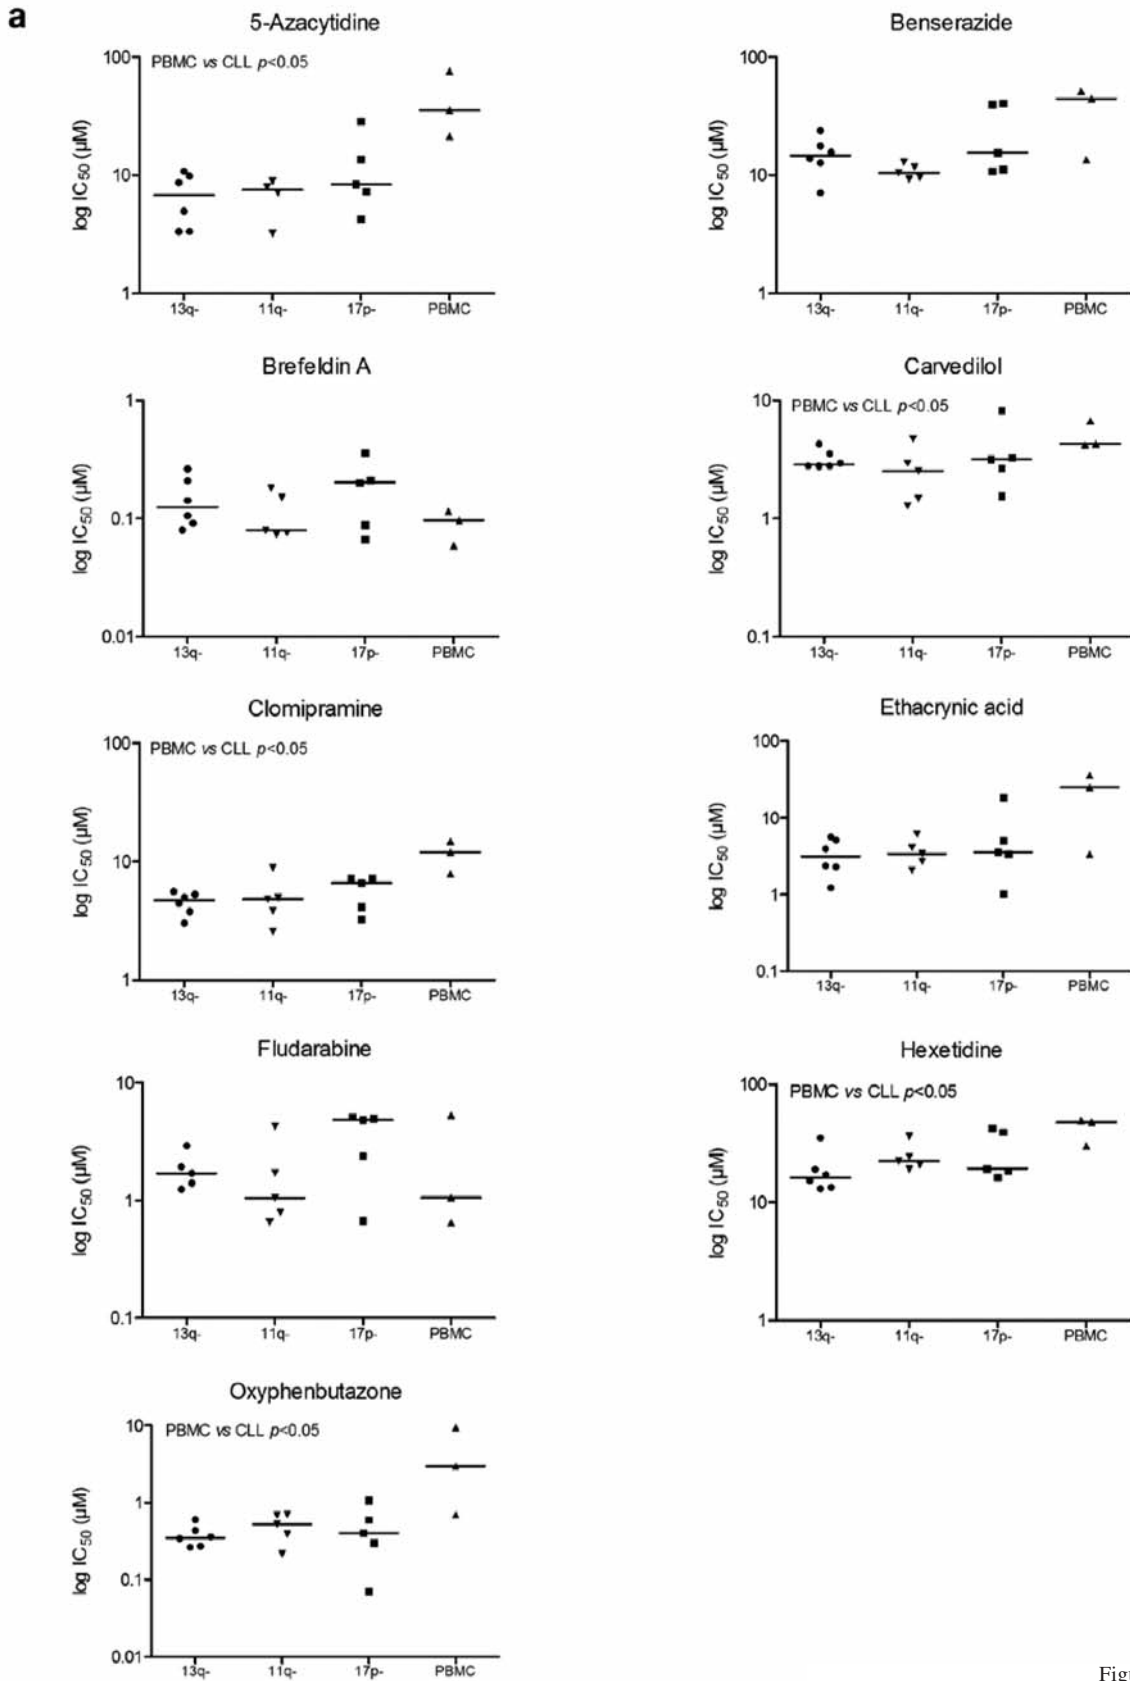 a
5-Azacytidine
PBMC vs CLL p<0.05
100
10
1
log IC50 (µM)
13q- 11q- 17p- PBMC
Benserazide
100
10
1
log IC50 (µM)
13q- 11q- 17p- PBMC
Brefeldin A
1
0.1
0.01
log IC50 (µM)
13q- 11q- 17p- PBMC
Carvedilol
PBMC vs CLL p<0.05
10
1
0.1
log IC50 (µM)
13q- 11q- 17p- PBMC
Clomipramine
PBMC vs CLL p<0.05
100
10
1
log IC50 (µM)
13q- 11q- 17p- PBMC
Ethacrynic acid
100
10
1
0.1
log IC50 (µM)
13q- 11q- 17p- PBMC
Fludarabine
10
1
0.1
log IC50 (µM)
13q- 11q- 17p- PBMC
Hexetidine
PBMC vs CLL p<0.05
100
10
1
log IC50 (µM)
13q- 11q- 17p- PBMC
Oxyphenbutazone
PBMC vs CLL p<0.05
10
1
0.1
0.01
log IC50 (µM)
13q- 11q- 17p- PBMC